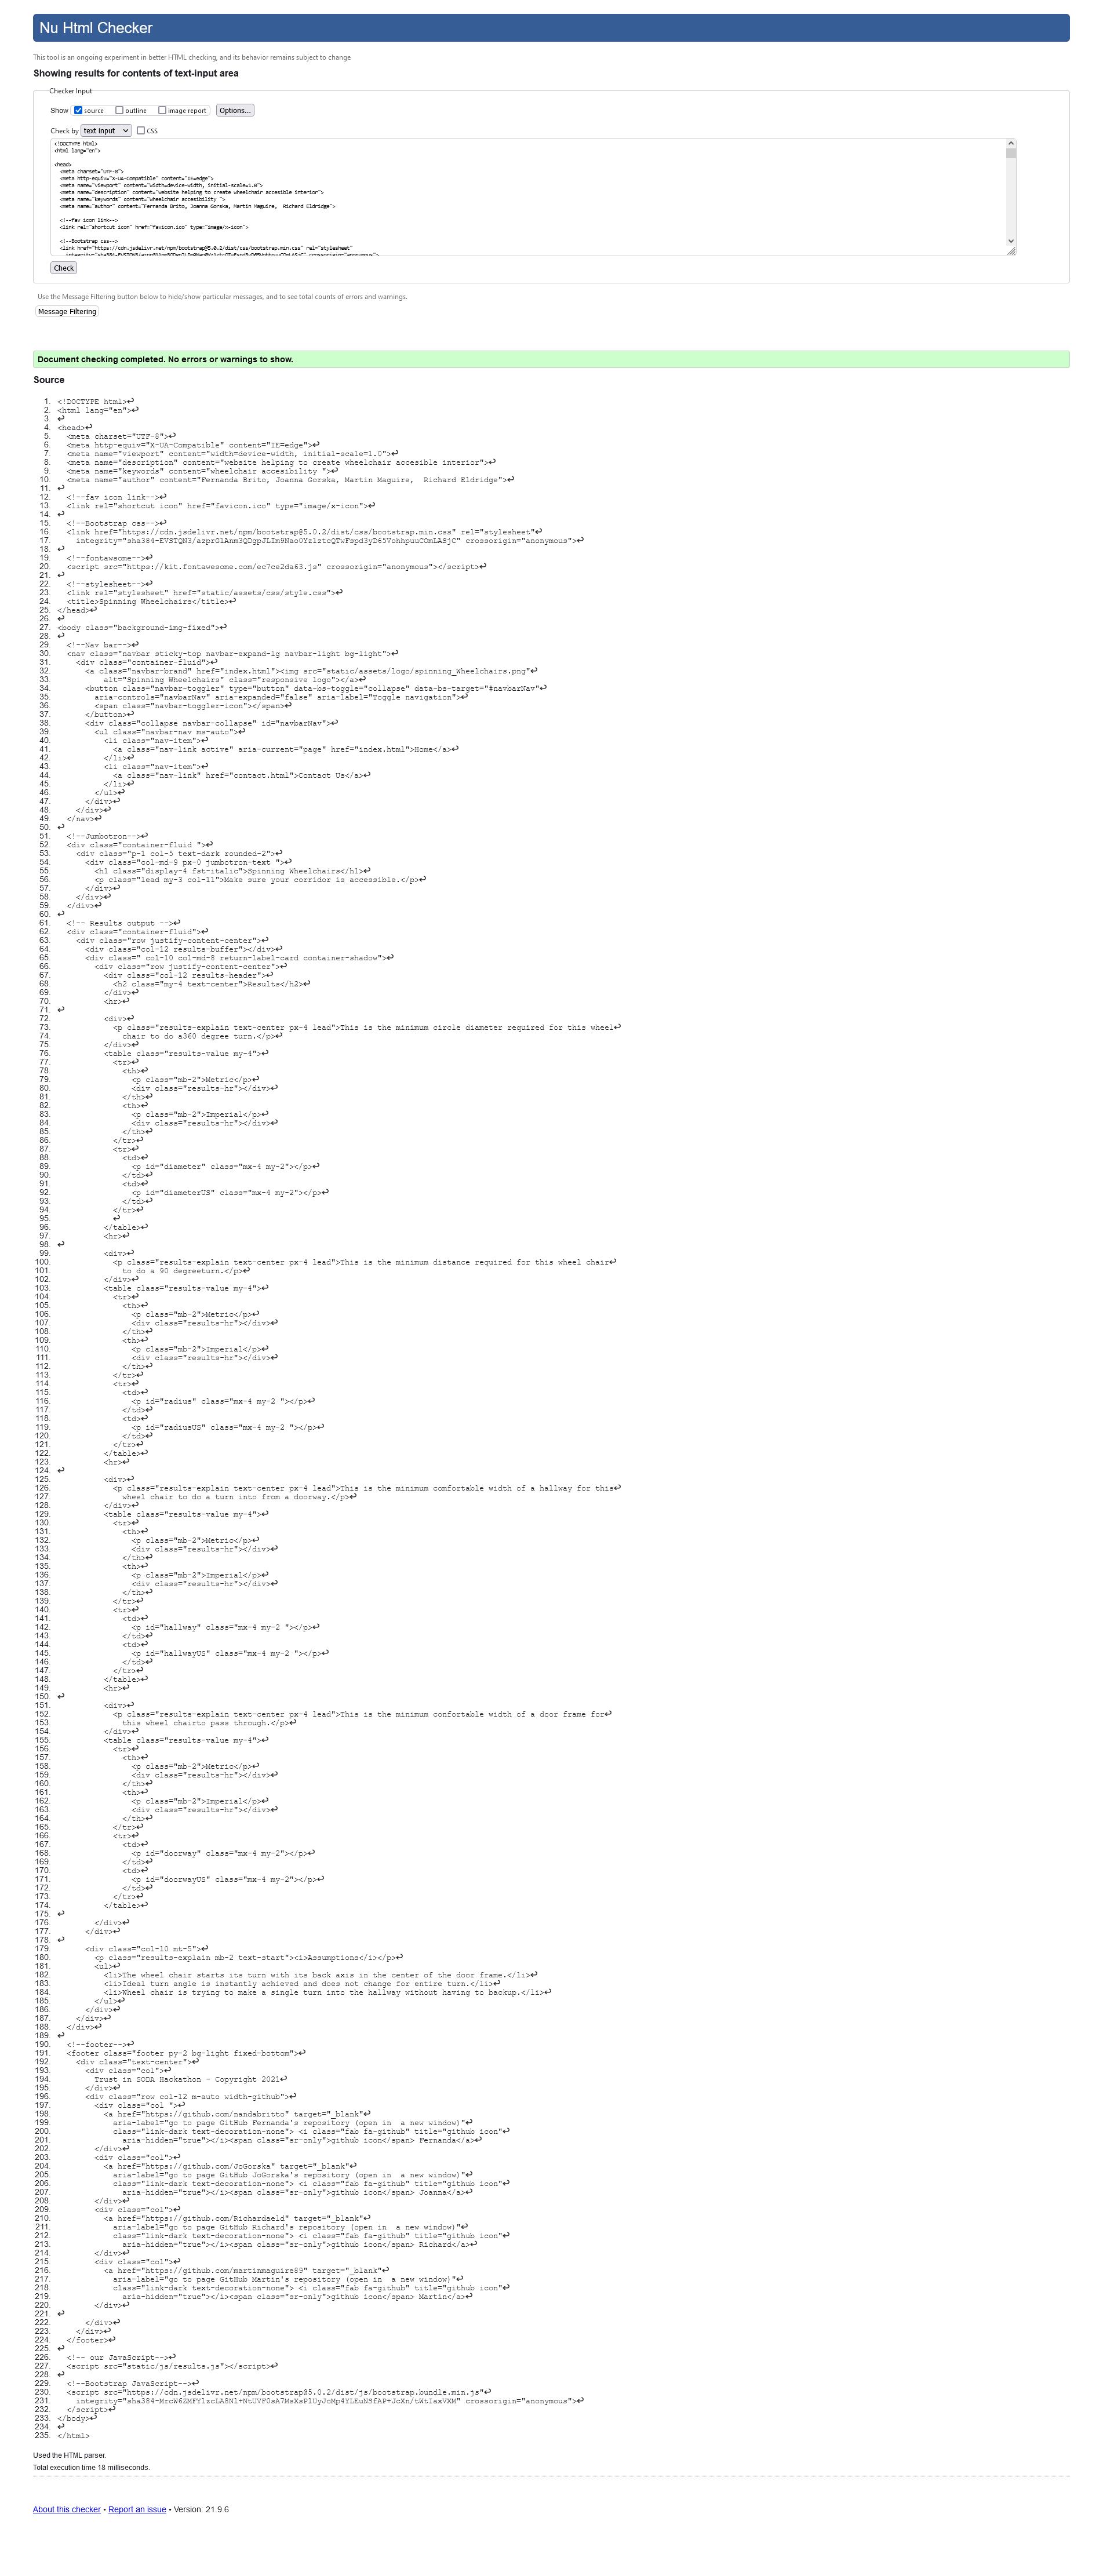 Nu Html Checker
This tool is an ongoing experiment in better HTML checking, and its behavior remains subject to change
Showing results for contents of text-input area
Checker Input
Show source outline image report Options...
Check by text input CSS
<!DOCTYPE html>
<html lang="en">
<head>
<meta charset="UTF-8">
<meta http-equiv="X-UA-Compatible" content="IE=edge">
<meta name="viewport" content="width=device-width, initial-scale=1.0">
<meta name="description" content="website helping to create wheelchair accesible interior">
<meta name="keywords" content="wheelchair accesibility ">
<meta name="author" content="Fernanda Brito, Joanna Gorska, Martin Maguire,  Richard Eldridge">
<!--fav icon link-->
<link rel="shortcut icon" href="favicon.ico" type="image/x-icon">
<!--Bootstrap css-->
<link href="https://cdn.jsdelivr.net/npm/bootstrap@5.0.2/dist/css/bootstrap.min.css" rel="stylesheet"
Check
Use the Message Filtering button below to hide/show particular messages, and to see total counts of errors and warnings.
Message Filtering
Document checking completed. No errors or warnings to show.
Source
1. <!DOCTYPE html>↩
2. <html lang="en">↩
3. ↩
4. <head>↩
5. <meta charset="UTF-8">↩
6. <meta http-equiv="X-UA-Compatible" content="IE=edge">↩
7. <meta name="viewport" content="width=device-width, initial-scale=1.0">↩
8. <meta name="description" content="website helping to create wheelchair accesible interior">↩
9. <meta name="keywords" content="wheelchair accesibility ">↩
10. <meta name="author" content="Fernanda Brito, Joanna Gorska, Martin Maguire,  Richard Eldridge">↩
11. ↩
12. <!--fav icon link-->↩
13. <link rel="shortcut icon" href="favicon.ico" type="image/x-icon">↩
14. ↩
15. <!--Bootstrap css-->↩
16. <link href="https://cdn.jsdelivr.net/npm/bootstrap@5.0.2/dist/css/bootstrap.min.css" rel="stylesheet"↩
17. integrity="sha384-EVSTQN3/azprG1Anm3QDgpJLIm9Nao0Yz1ztcQTwFspd3yD65VohhpuuCOmLASjC" crossorigin="anonymous">↩
18. ↩
19. <!--fontawsome-->↩
20. <script src="https://kit.fontawesome.com/ec7ce2da63.js" crossorigin="anonymous"></script>↩
21. ↩
22. <!--stylesheet-->↩
23. <link rel="stylesheet" href="static/assets/css/style.css">↩
24. <title>Spinning Wheelchairs</title>↩
25. </head>↩
26. ↩
27. <body class="background-img-fixed">↩
28. ↩
29. <!--Nav bar-->↩
30. <nav class="navbar sticky-top navbar-expand-lg navbar-light bg-light">↩
31. <div class="container-fluid">↩
32. <a class="navbar-brand" href="index.html"><img src="static/assets/logo/spinning_Wheelchairs.png"↩
33. alt="Spinning Wheelchairs" class="responsive logo"></a>↩
34. <button class="navbar-toggler" type="button" data-bs-toggle="collapse" data-bs-target="#navbarNav"↩
35. aria-controls="navbarNav" aria-expanded="false" aria-label="Toggle navigation">↩
36. <span class="navbar-toggler-icon"></span>↩
37. </button>↩
38. <div class="collapse navbar-collapse" id="navbarNav">↩
39. <ul class="navbar-nav ms-auto">↩
40. <li class="nav-item">↩
41. <a class="nav-link active" aria-current="page" href="index.html">Home</a>↩
42. </li>↩
43. <li class="nav-item">↩
44. <a class="nav-link" href="contact.html">Contact Us</a>↩
45. </li>↩
46. </ul>↩
47. </div>↩
48. </div>↩
49. </nav>↩
50. ↩
51. <!--Jumbotron-->↩
52. <div class="container-fluid ">↩
53. <div class="p-1 col-5 text-dark rounded-2">↩
54. <div class="col-md-9 px-0 jumbotron-text ">↩
55. <h1 class="display-4 fst-italic">Spinning Wheelchairs</h1>↩
56. <p class="lead my-3 col-11">Make sure your corridor is accessible.</p>↩
57. </div>↩
58. </div>↩
59. </div>↩
60. ↩
61. <!-- Results output -->↩
62. <div class="container-fluid">↩
63. <div class="row justify-content-center">↩
64. <div class="col-12 results-buffer"></div>↩
65. <div class=" col-10 col-md-8 return-label-card container-shadow">↩
66. <div class="row justify-content-center">↩
67. <div class="col-12 results-header">↩
68. <h2 class="my-4 text-center">Results</h2>↩
69. </div>↩
70. <hr>↩
71. ↩
72. <div>↩
73. <p class="results-explain text-center px-4 lead">This is the minimum circle diameter required for this wheel↩
74. chair to do a360 degree turn.</p>↩
75. </div>↩
76. <table class="results-value my-4">↩
77. <tr>↩
78. <th>↩
79. <p class="mb-2">Metric</p>↩
80. <div class="results-hr"></div>↩
81. </th>↩
82. <th>↩
83. <p class="mb-2">Imperial</p>↩
84. <div class="results-hr"></div>↩
85. </th>↩
86. </tr>↩
87. <tr>↩
88. <td>↩
89. <p id="diameter" class="mx-4 my-2"></p>↩
90. </td>↩
91. <td>↩
92. <p id="diameterUS" class="mx-4 my-2"></p>↩
93. </td>↩
94. </tr>↩
95. ↩
96. </table>↩
97. <hr>↩
98. ↩
99. <div>↩
100. <p class="results-explain text-center px-4 lead">This is the minimum distance required for this wheel chair↩
101. to do a 90 degreeturn.</p>↩
102. </div>↩
103. <table class="results-value my-4">↩
104. <tr>↩
105. <th>↩
106. <p class="mb-2">Metric</p>↩
107. <div class="results-hr"></div>↩
108. </th>↩
109. <th>↩
110. <p class="mb-2">Imperial</p>↩
111. <div class="results-hr"></div>↩
112. </th>↩
113. </tr>↩
114. <tr>↩
115. <td>↩
116. <p id="radius" class="mx-4 my-2 "></p>↩
117. </td>↩
118. <td>↩
119. <p id="radiusUS" class="mx-4 my-2 "></p>↩
120. </td>↩
121. </tr>↩
122. </table>↩
123. <hr>↩
124. ↩
125. <div>↩
126. <p class="results-explain text-center px-4 lead">This is the minimum comfortable width of a hallway for this↩
127. wheel chair to do a turn into from a doorway.</p>↩
128. </div>↩
129. <table class="results-value my-4">↩
130. <tr>↩
131. <th>↩
132. <p class="mb-2">Metric</p>↩
133. <div class="results-hr"></div>↩
134. </th>↩
135. <th>↩
136. <p class="mb-2">Imperial</p>↩
137. <div class="results-hr"></div>↩
138. </th>↩
139. </tr>↩
140. <tr>↩
141. <td>↩
142. <p id="hallway" class="mx-4 my-2 "></p>↩
143. </td>↩
144. <td>↩
145. <p id="hallwayUS" class="mx-4 my-2 "></p>↩
146. </td>↩
147. </tr>↩
148. </table>↩
149. <hr>↩
150. ↩
151. <div>↩
152. <p class="results-explain text-center px-4 lead">This is the minimum confortable width of a door frame for↩
153. this wheel chairto pass through.</p>↩
154. </div>↩
155. <table class="results-value my-4">↩
156. <tr>↩
157. <th>↩
158. <p class="mb-2">Metric</p>↩
159. <div class="results-hr"></div>↩
160. </th>↩
161. <th>↩
162. <p class="mb-2">Imperial</p>↩
163. <div class="results-hr"></div>↩
164. </th>↩
165. </tr>↩
166. <tr>↩
167. <td>↩
168. <p id="doorway" class="mx-4 my-2"></p>↩
169. </td>↩
170. <td>↩
171. <p id="doorwayUS" class="mx-4 my-2"></p>↩
172. </td>↩
173. </tr>↩
174. </table>↩
175. ↩
176. </div>↩
177. </div>↩
178. ↩
179. <div class="col-10 mt-5">↩
180. <p class="results-explain mb-2 text-start"><i>Assumptions</i></p>↩
181. <ul>↩
182. <li>The wheel chair starts its turn with its back axis in the center of the door frame.</li>↩
183. <li>Ideal turn angle is instantly achieved and does not change for entire turn.</li>↩
184. <li>Wheel chair is trying to make a single turn into the hallway without having to backup.</li>↩
185. </ul>↩
186. </div>↩
187. </div>↩
188. </div>↩
189. ↩
190. <!--footer-->↩
191. <footer class="footer py-2 bg-light fixed-bottom">↩
192. <div class="text-center">↩
193. <div class="col">↩
194. Trust in SODA Hackathon - Copyright 2021↩
195. </div>↩
196. <div class="row col-12 m-auto width-github">↩
197. <div class="col ">↩
198. <a href="https://github.com/nandabritto" target="_blank"↩
199. aria-label="go to page GitHub Fernanda's repository (open in  a new window)"↩
200. class="link-dark text-decoration-none"> <i class="fab fa-github" title="github icon"↩
201. aria-hidden="true"></i><span class="sr-only">github icon</span> Fernanda</a>↩
202. </div>↩
203. <div class="col">↩
204. <a href="https://github.com/JoGorska" target="_blank"↩
205. aria-label="go to page GitHub JoGorska's repository (open in  a new window)"↩
206. class="link-dark text-decoration-none"> <i class="fab fa-github" title="github icon"↩
207. aria-hidden="true"></i><span class="sr-only">github icon</span> Joanna</a>↩
208. </div>↩
209. <div class="col">↩
210. <a href="https://github.com/Richardaeld" target="_blank"↩
211. aria-label="go to page GitHub Richard's repository (open in  a new window)"↩
212. class="link-dark text-decoration-none"> <i class="fab fa-github" title="github icon"↩
213. aria-hidden="true"></i><span class="sr-only">github icon</span> Richard</a>↩
214. </div>↩
215. <div class="col">↩
216. <a href="https://github.com/martinmaguire89" target="_blank"↩
217. aria-label="go to page GitHub Martin's repository (open in  a new window)"↩
218. class="link-dark text-decoration-none"> <i class="fab fa-github" title="github icon"↩
219. aria-hidden="true"></i><span class="sr-only">github icon</span> Martin</a>↩
220. </div>↩
221. ↩
222. </div>↩
223. </div>↩
224. </footer>↩
225. ↩
226. <!-- our JavaScript-->↩
227. <script src="static/js/results.js"></script>↩
228. ↩
229. <!--Bootstrap JavaScript-->↩
230. <script src="https://cdn.jsdelivr.net/npm/bootstrap@5.0.2/dist/js/bootstrap.bundle.min.js"↩
231. integrity="sha384-MrcW6ZMFYlzcLA8Nl+NtUVF0sA7MsXsP1UyJoMp4YLEuNSfAP+JcXn/tWtIaxVXM" crossorigin="anonymous">↩
232. </script>↩
233. </body>↩
234. ↩
235. </html>
Used the HTML parser.
Total execution time 18 milliseconds.
About this checker • Report an issue • Version: 21.9.6